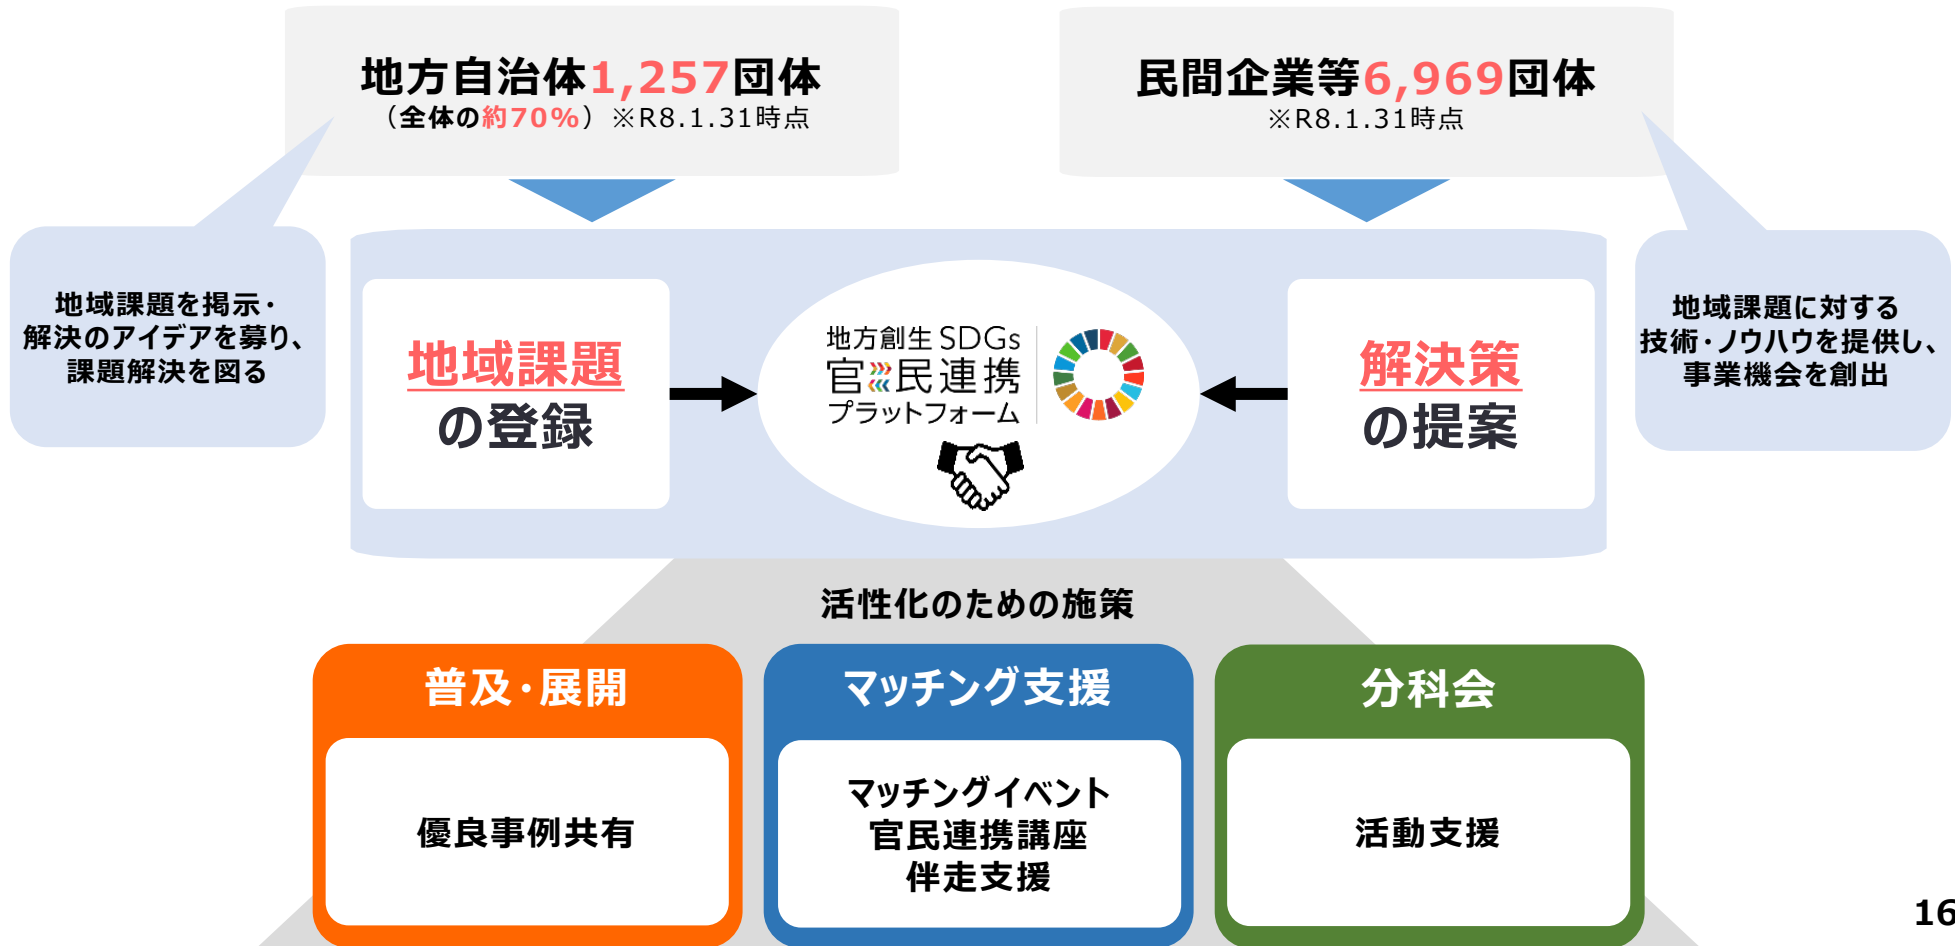 地方自治体1,257団体
（全体の約70%）※R8.1.31時点
民間企業等6,969団体
※R8.1.31時点
地域課題を掲示・
解決のアイデアを募り、
課題解決を図る
地域課題
の登録
地方創生 SDGs
官民連携
プラットフォーム
解決策
の提案
地域課題に対する
技術・ノウハウを提供し、
事業機会を創出
活性化のための施策
普及・展開
優良事例共有
マッチング支援
マッチングイベント
官民連携講座
伴走支援
分科会
活動支援
16